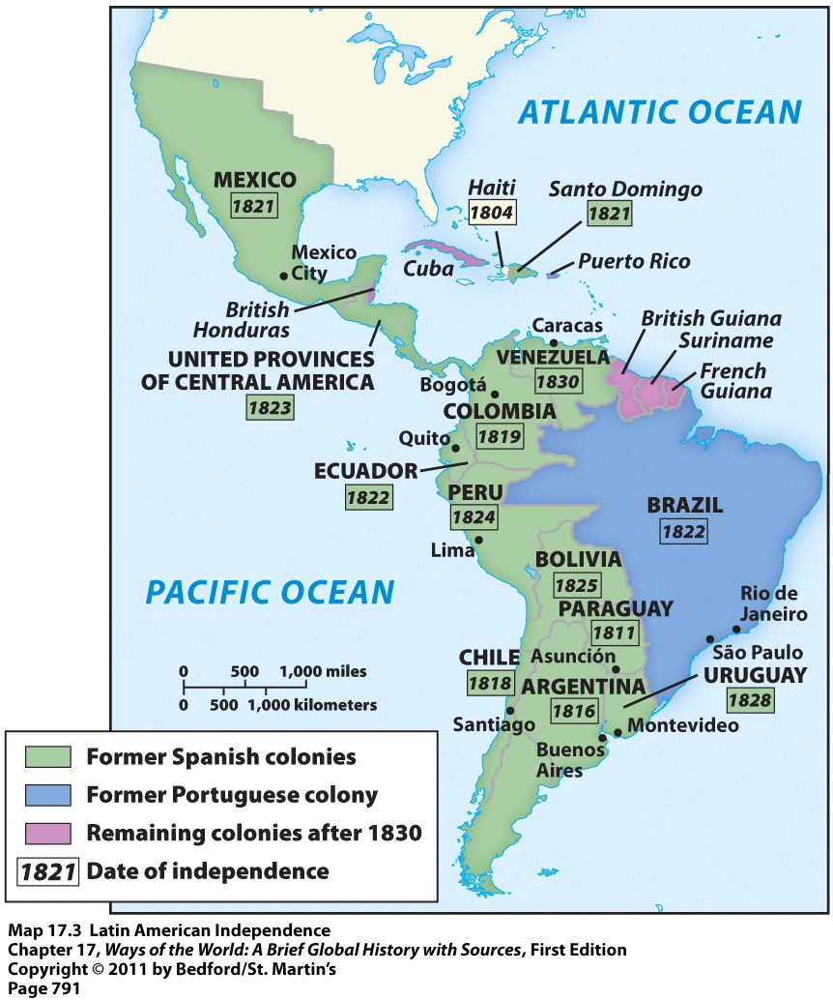 ATLANTIC OCEAN
MEXICO
1821
Haiti
1804
Santo Domingo
1821
Mexico
City
Cuba
Puerto Rico
British
Honduras
UNITED PROVINCES
OF CENTRAL AMERICA
1823
Caracas
VENEZUELA
1830
British Guiana
Suriname
French
Guiana
Bogotá
COLOMBIA
1819
Quito
ECUADOR
1822
PERU
1824
Lima
BRAZIL
1822
PACIFIC OCEAN
BOLIVIA
1825
PARAGUAY
1811
Rio de
Janeiro
São Paulo
Asunción
CHILE
1818
ARGENTINA
1816
URUGUAY
1828
Santiago
Montevideo
Buenos
Aires
0 500 1,000 miles
0 500 1,000 kilometers
Former Spanish colonies
Former Portuguese colony
Remaining colonies after 1830
1821 Date of independence
Map 17.3 Latin American Independence
Chapter 17, Ways of the World: A Brief Global History with Sources, First Edition
Copyright © 2011 by Bedford/St. Martin's
Page 791